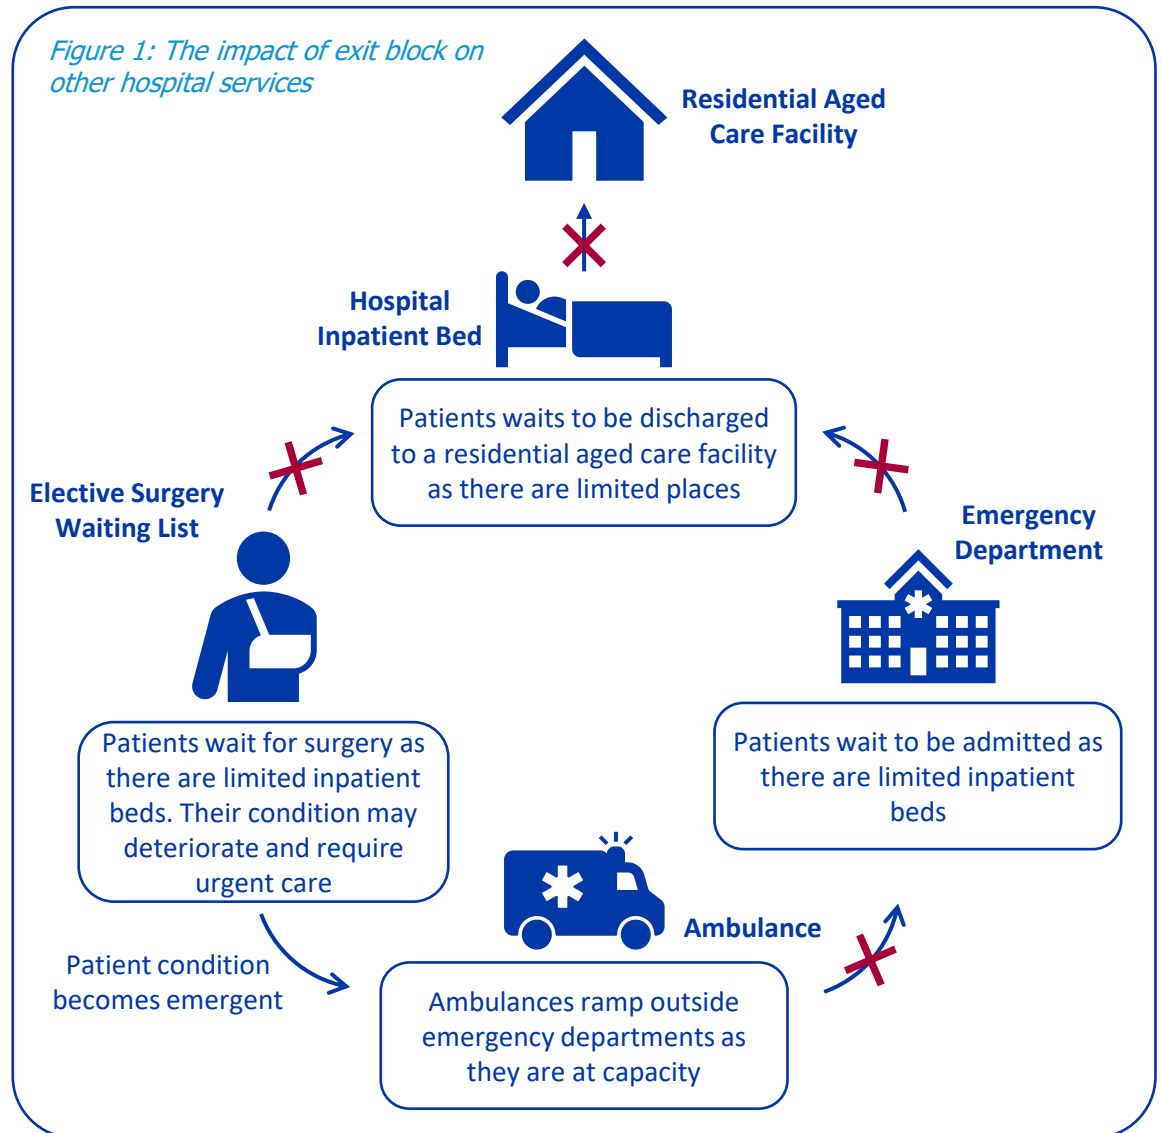 Figure 1: The impact of exit block on
other hospital services
Residential Aged
Care Facility
Hospital
Inpatient Bed
Patients waits to be discharged
to a residential aged care facility
as there are limited places
Elective Surgery
Waiting List
Emergency
Department
Patients wait for surgery as
there are limited inpatient
beds. Their condition may
deteriorate and require
urgent care
Patients wait to be admitted as
there are limited inpatient
beds
Ambulance
Patient condition
becomes emergent
Ambulances ramp outside
emergency departments as
they are at capacity